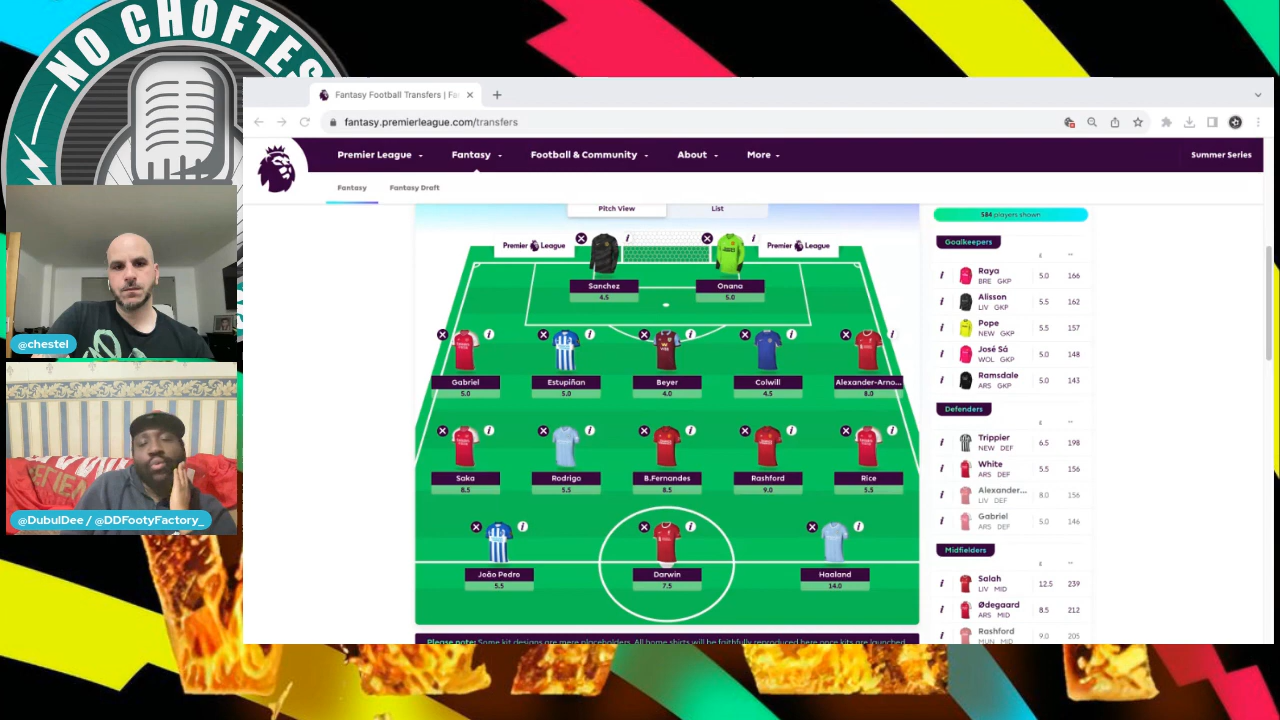 NO CHOFTES
@chestel
@DubulDee / @DDFootyFactory_
Fantasy Football Transfers | Fa
fantasy.premierleague.com/transfers
Premier League
Fantasy
Football & Community
About
More
Summer Series
Fantasy
Fantasy Draft
Pitch View
List
Premier League
Premier League
Sanchez
4.5
Onana
5.0
Gabriel
5.0
Estupiñan
5.0
Beyer
4.0
Colwill
4.5
Alexander-Arno...
8.0
Saka
8.5
Rodrigo
5.5
B.Fernandes
8.5
Rashford
9.0
Rice
5.5
João Pedro
5.5
Darwin
7.5
Haaland
14.0
Please note: Some kit designs are mere placeholders. All home shirts will be faithfully reproduced here once kits are launched.
584 players shown
Goalkeepers
£
**
Raya
BRE GKP
5.0
166
Alisson
LIV GKP
5.5
162
Pope
NEW GKP
5.5
157
José Sá
WOL GKP
5.0
148
Ramsdale
ARS GKP
5.0
143
Defenders
£
**
Trippier
NEW DEF
6.5
198
White
ARS DEF
5.5
156
Alexander...
LIV DEF
8.0
156
Gabriel
ARS DEF
5.0
146
Midfielders
£
**
Salah
LIV MID
12.5
239
Ødegaard
ARS MID
8.5
212
Rashford
MUN MID
9.0
205